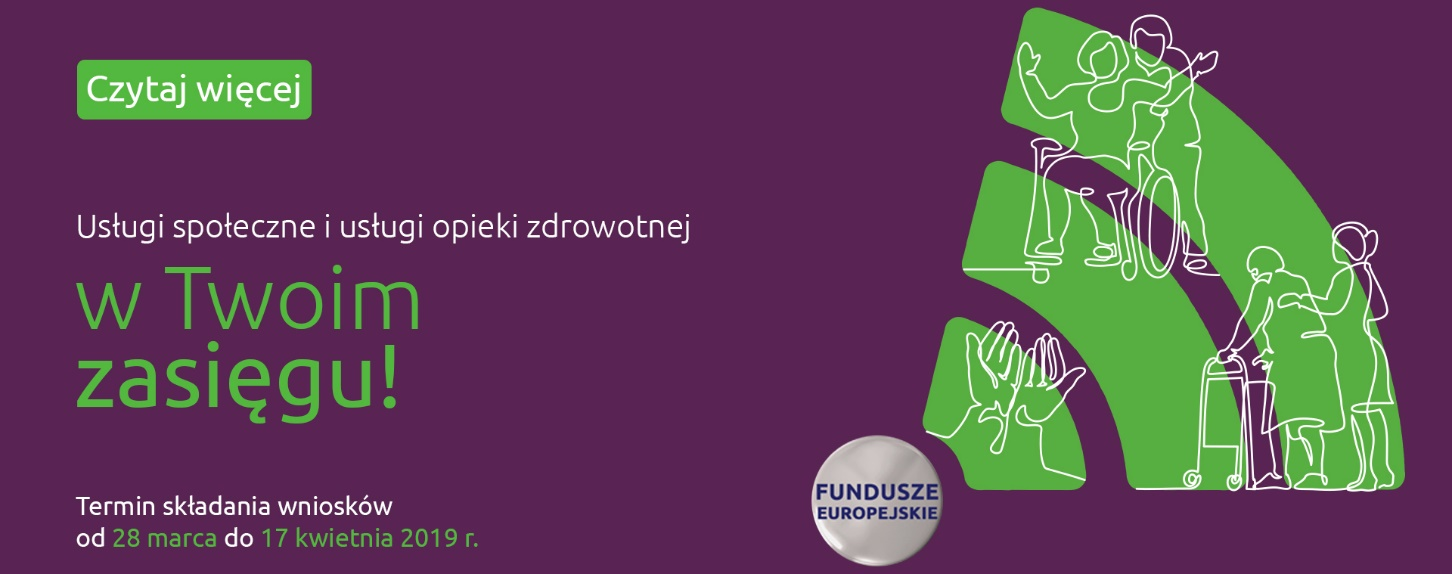 Czytaj więcej
Usługi społeczne i usługi opieki zdrowotnej
w Twoim
zasięgu!
Termin składania wniosków
od 28 marca do 17 kwietnia 2019 r.
FUNDUSZE
EUROPEJSKIE